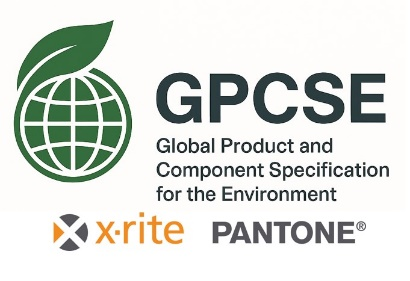 GPCSE
Global Product and
Component Specification
for the Environment
x·rite PANTONE®